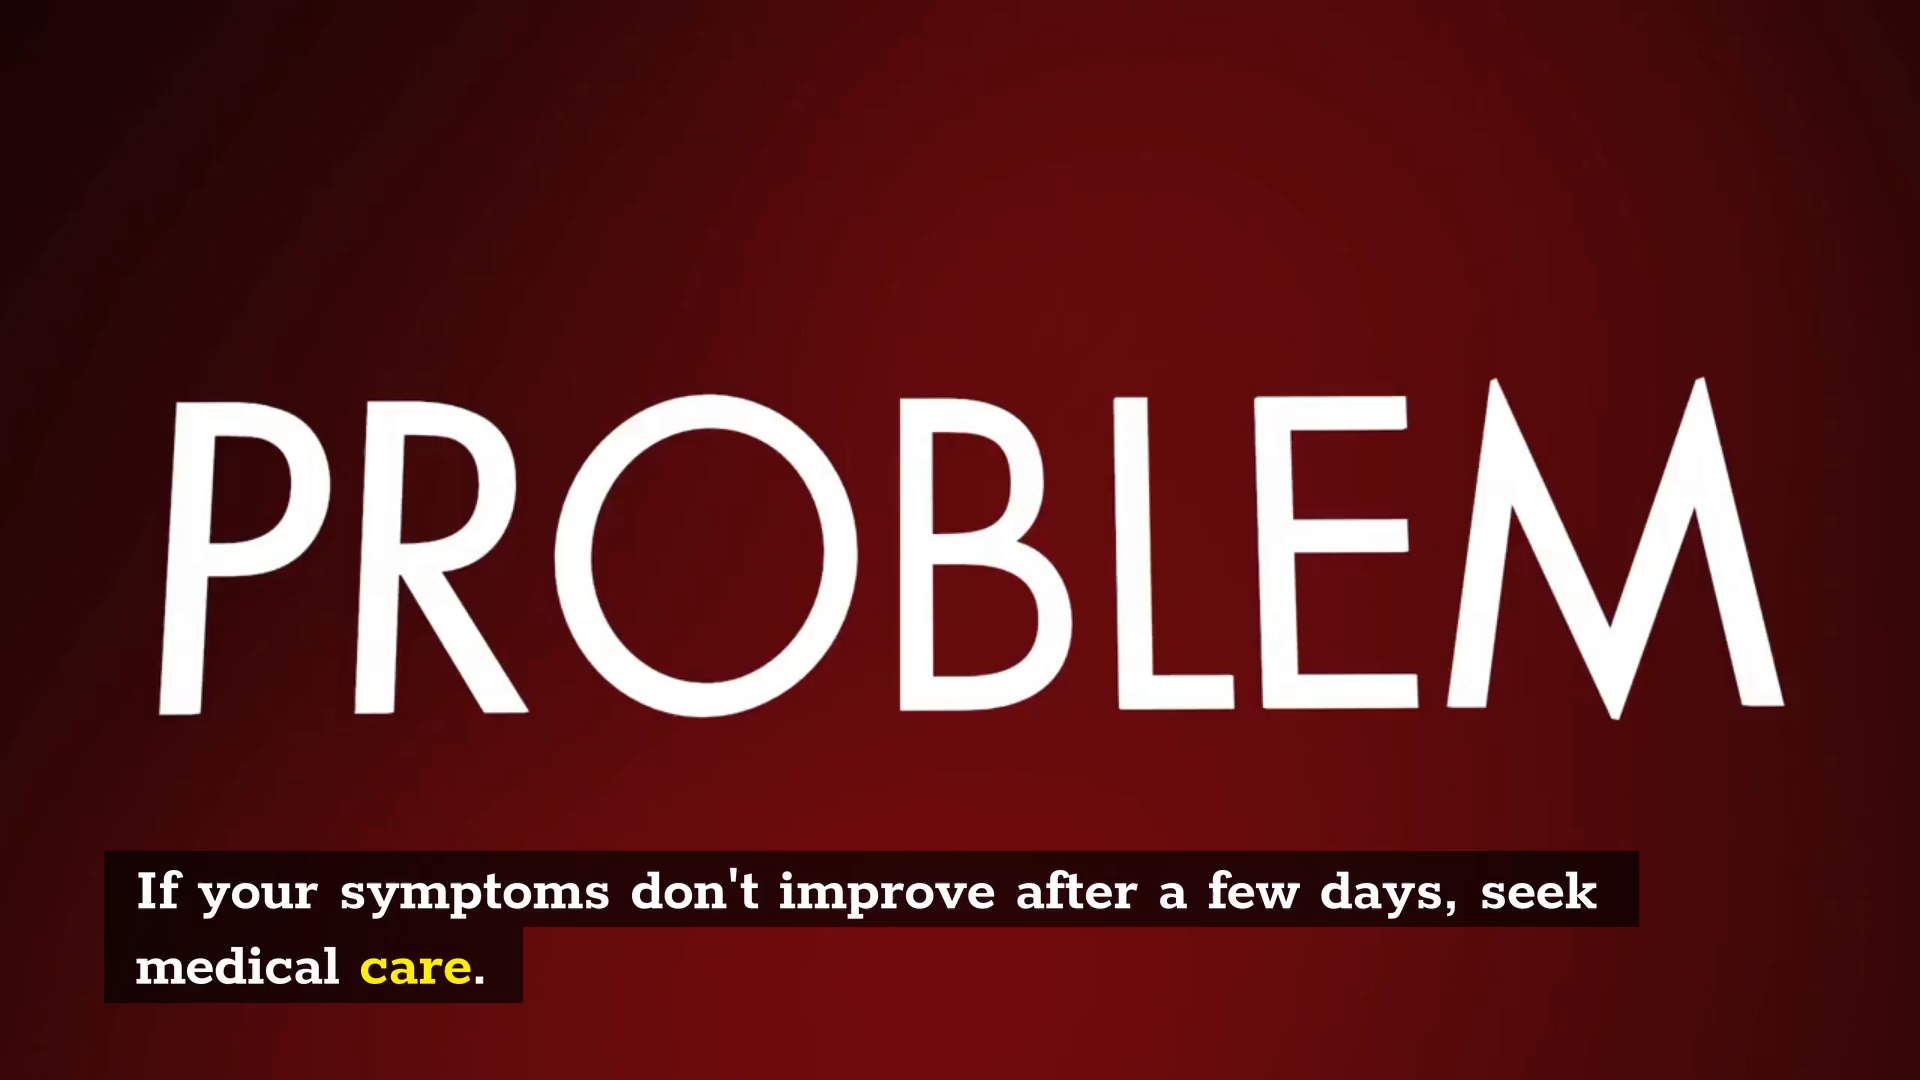 PROBLEM
If your symptoms don't improve after a few days, seek
medical care.